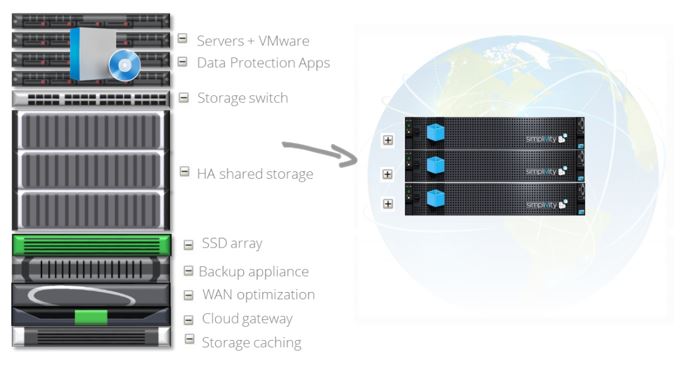 Servers + VMware
Data Protection Apps
Storage switch
HA shared storage
SSD array
Backup appliance
WAN optimization
Cloud gateway
Storage caching
simplivity
simplivity
simplivity